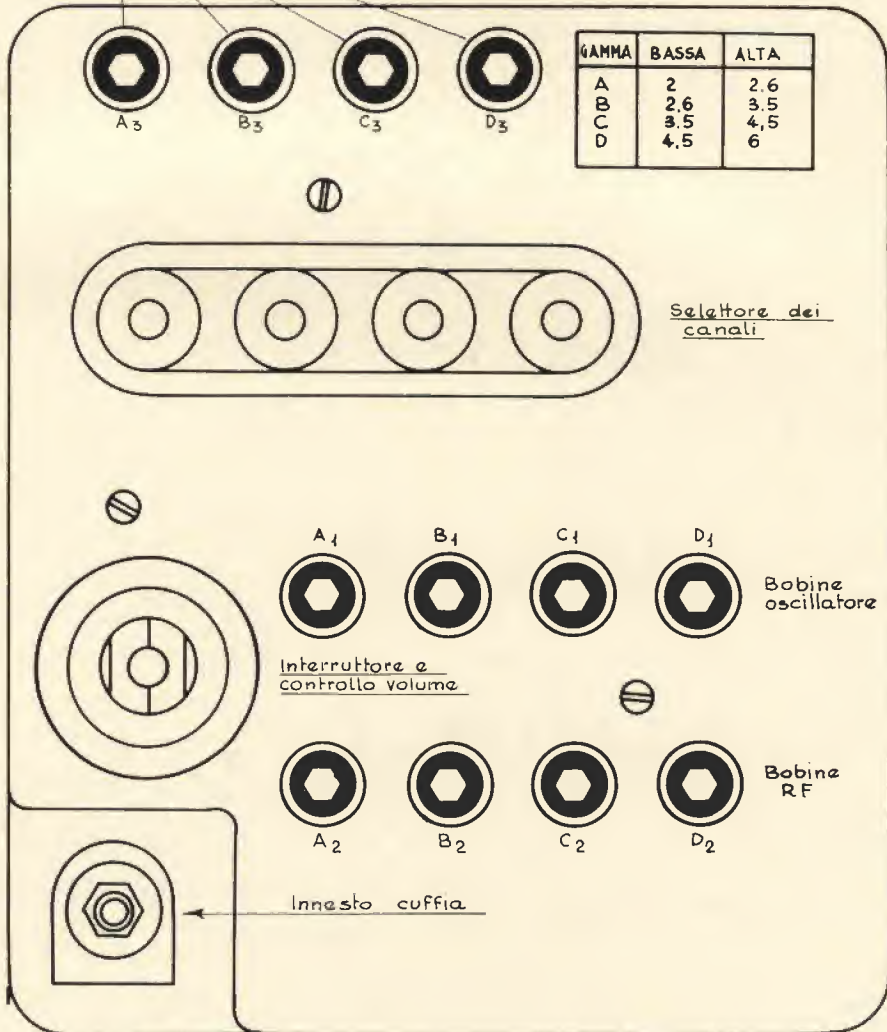 GAMMA BASSA ALTA
A 2 2.6
B 2.6 3.5
C 3.5 4,5
D 4.5 6
A3 B3 C3 D3
Selettore dei
canali
A1 B1 C1 D1
Bobine
oscillatore
Interruttore e
controllo volume
Bobine
RF
A2 B2 C2 D2
Innesto cuffia